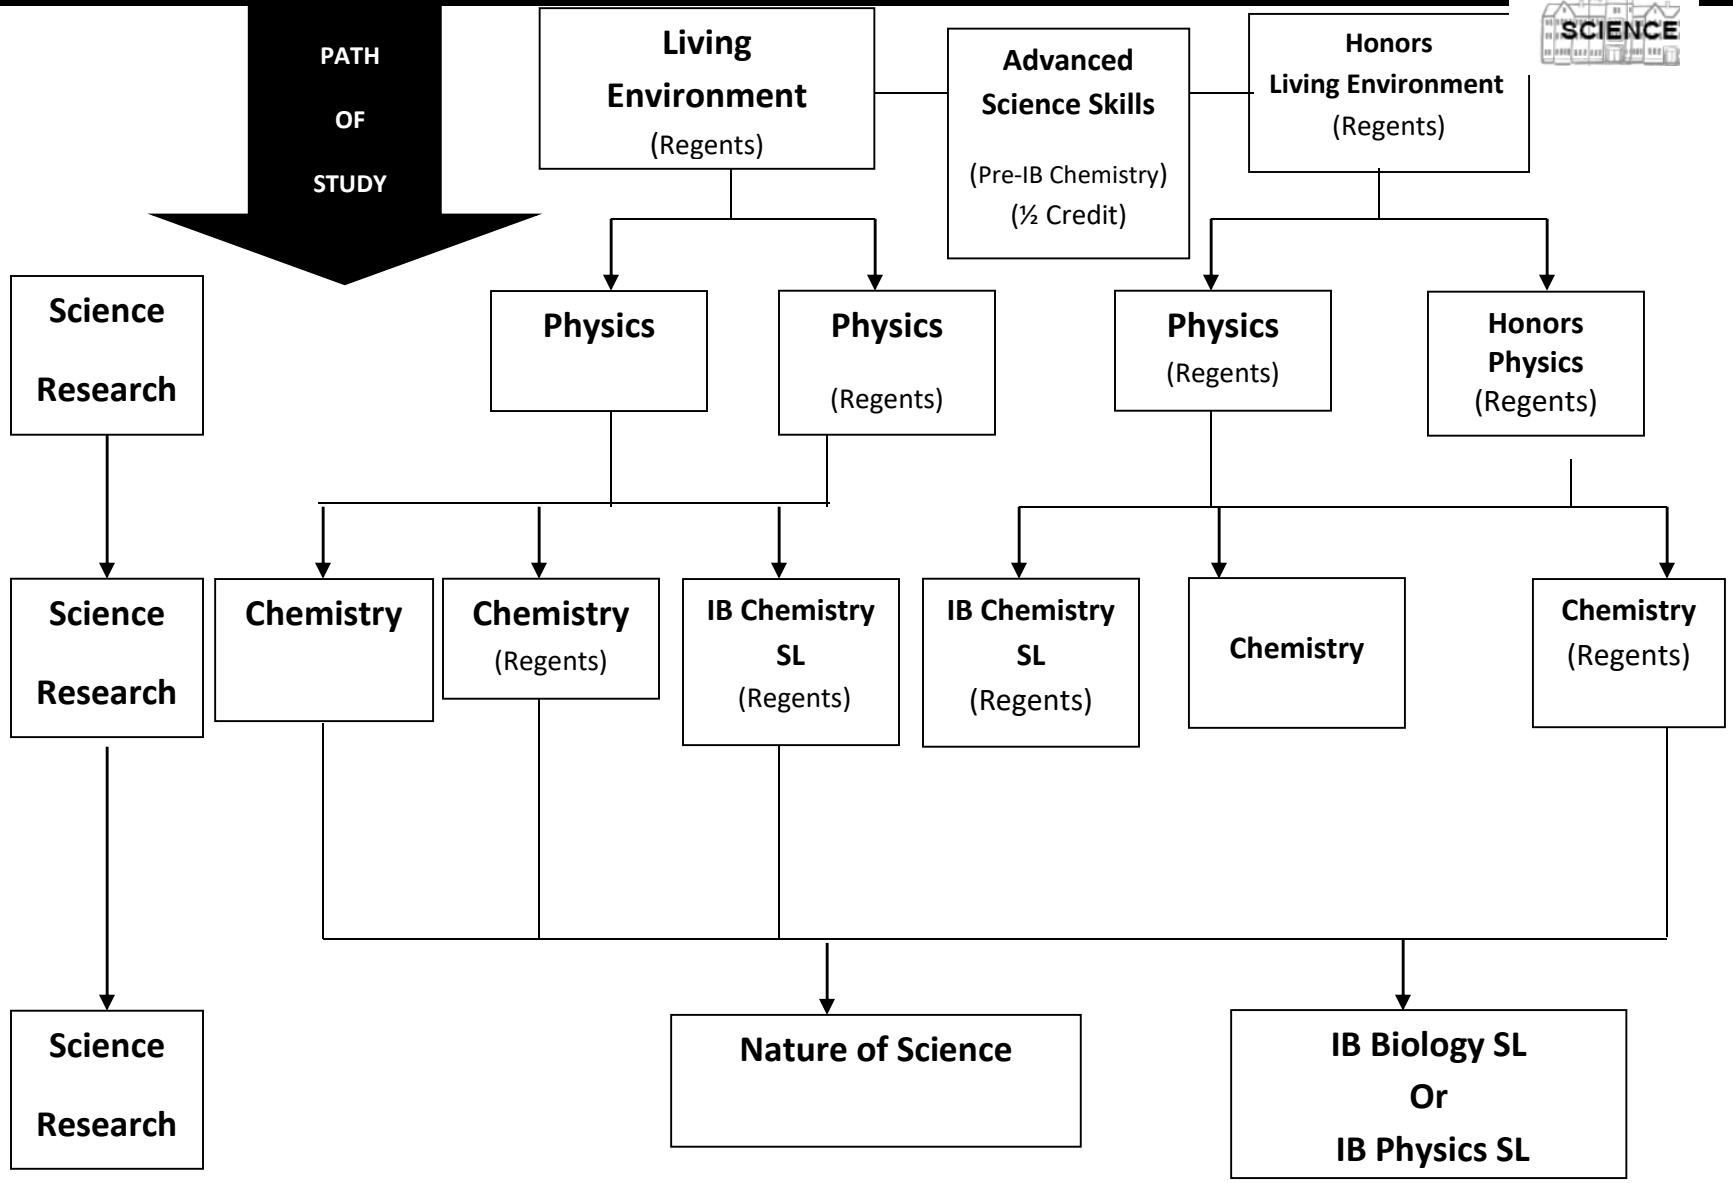 SCIENCE
PATH
OF
STUDY
Living
Environment
(Regents)
Advanced
Science Skills
(Pre-IB Chemistry)
(½ Credit)
Honors
Living Environment
(Regents)
Science
Research
Physics
Physics
(Regents)
Physics
(Regents)
Honors
Physics
(Regents)
Science
Research
Chemistry
Chemistry
(Regents)
IB Chemistry
SL
(Regents)
IB Chemistry
SL
(Regents)
Chemistry
Chemistry
(Regents)
Science
Research
Nature of Science
IB Biology SL
Or
IB Physics SL